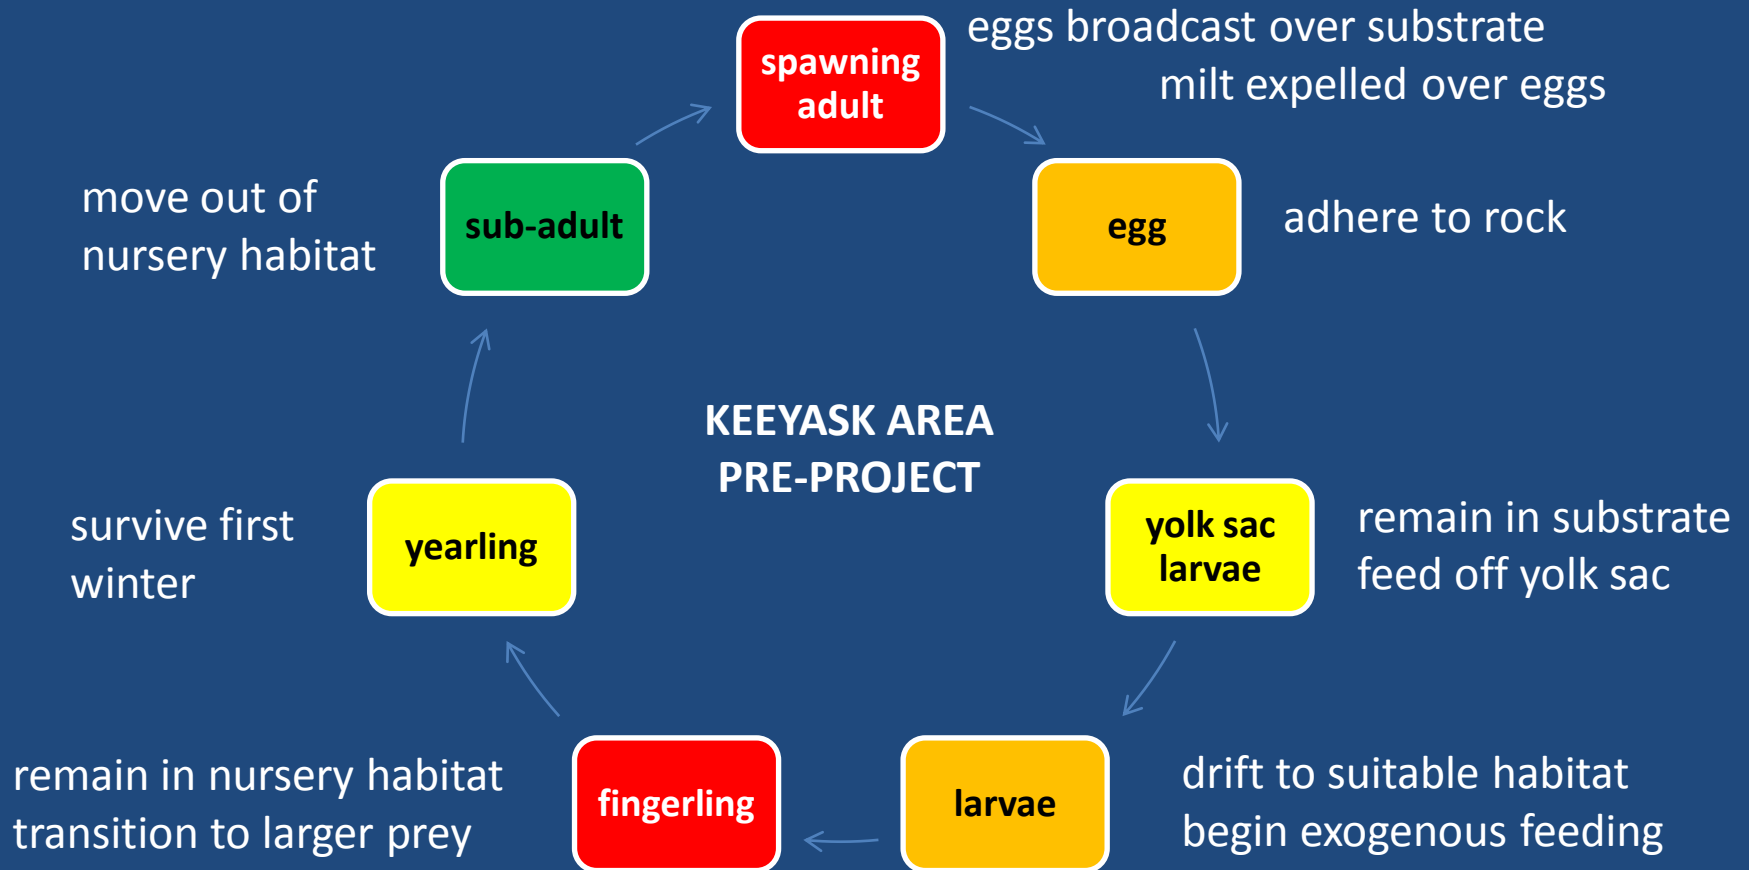 spawning
adult
eggs broadcast over substrate
milt expelled over eggs
egg
adhere to rock
yolk sac
larvae
remain in substrate
feed off yolk sac
larvae
drift to suitable habitat
begin exogenous feeding
fingerling
remain in nursery habitat
transition to larger prey
yearling
survive first
winter
sub-adult
move out of
nursery habitat
KEEYASK AREA
PRE-PROJECT